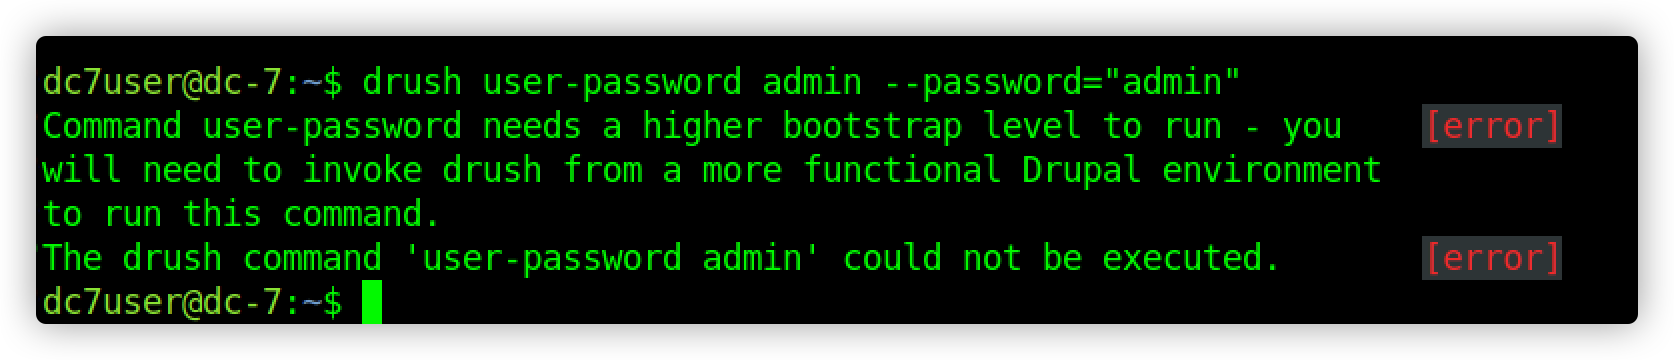 dc7user@dc-7:~$ drush user-password admin --password="admin"
Command user-password needs a higher bootstrap level to run - you    [error]
will need to invoke drush from a more functional Drupal environment
to run this command.
The drush command 'user-password admin' could not be executed.       [error]
dc7user@dc-7:~$